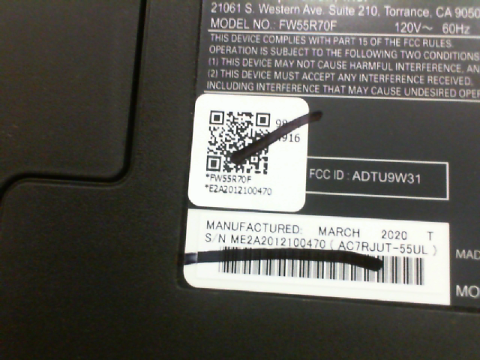 21061 S. Western Ave. Suite 210, Torrance, CA 9050
MODEL NO.: FW55R70F 120V~ 60Hz
THIS DEVICE COMPLIES WITH PART 15 OF THE FCC RULES.
OPERATION IS SUBJECT TO THE FOLLOWING TWO CONDITIONS
(1) THIS MAY NOT CAUSE HARMFUL INTERFERENCE, AN
(2) THIS DEVICE MUST ACCEPT ANY INTERFERENCE RECEIVED,
INCLUDING INTERFERENCE THAT MAY CAUSE UNDESIRED OPE
*FW55R70F
*E2A2012100470
FCC ID : ADTU9W31
MANUFACTURED: MARCH 2020 T
S/N ME2A2012100470 ( AC7RJUT-55UL )
MAD
MO